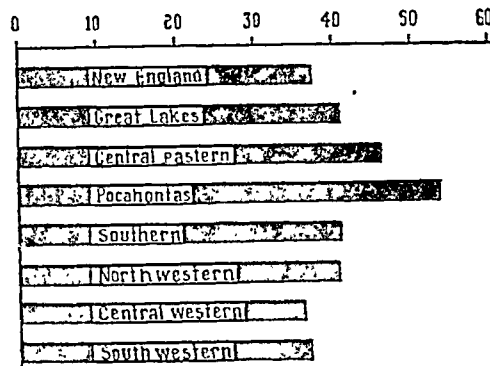 0 10 20 30 40 50 60
New England
Great Lakes
Central eastern
Pocahontas
Southern
Northwestern
Central western
Southwestern